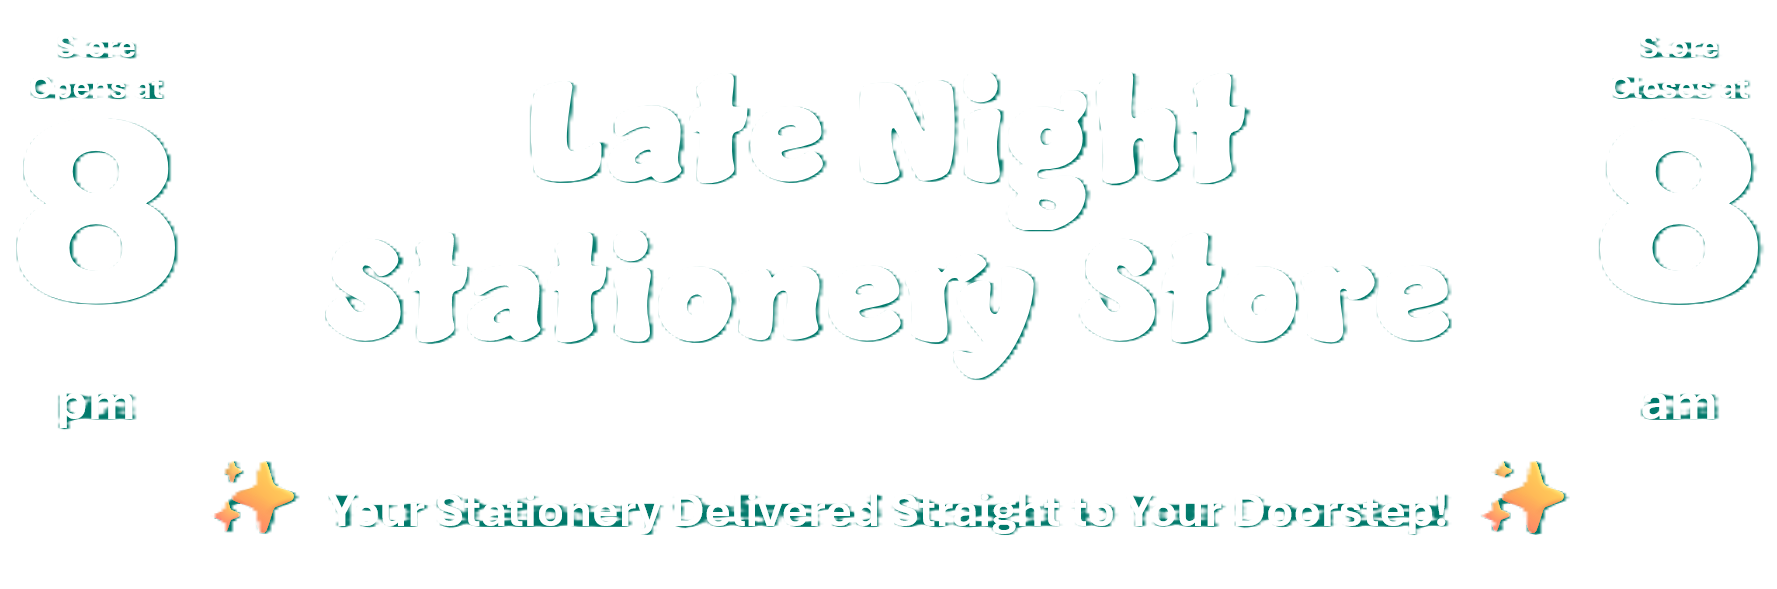 Store
Opens at
8
pm
Late Night
Stationery Store
Store
Closes at
8
am
Your Stationery Delivered Straight to Your Doorstep!